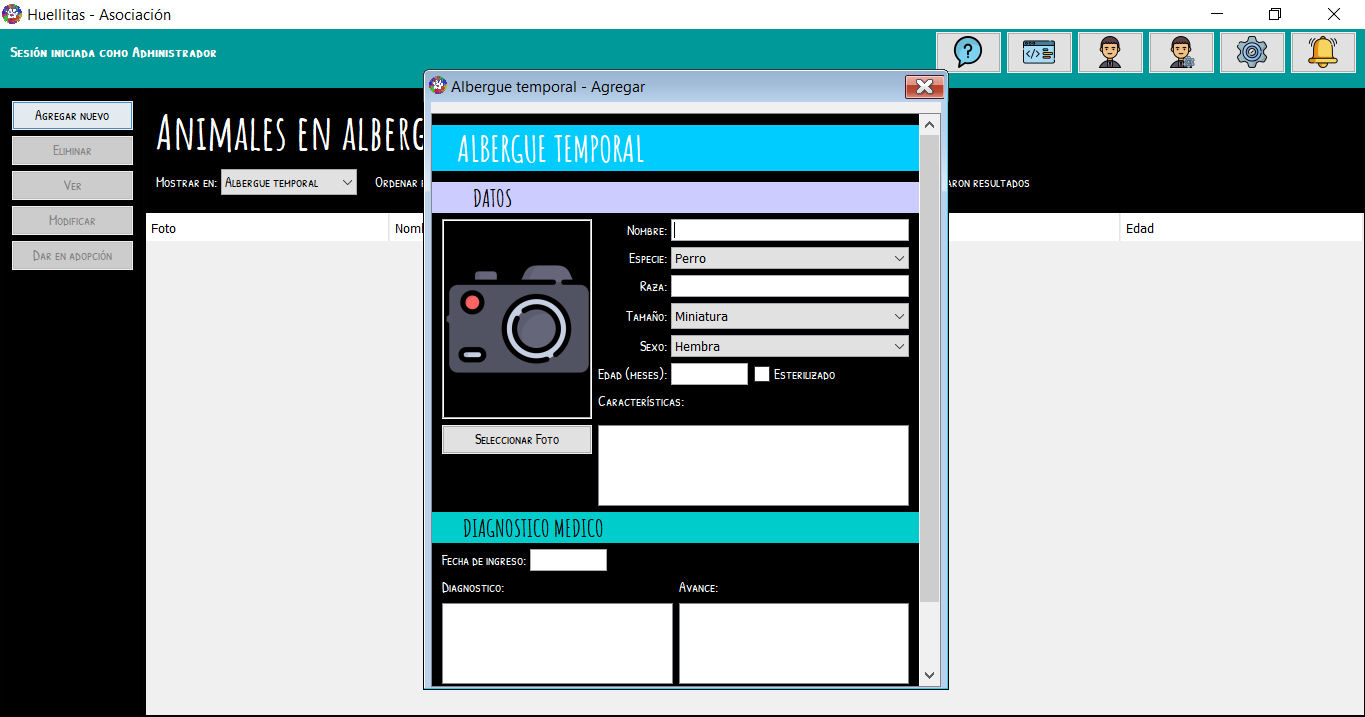 Huellitas - Asociación
Sesión iniciada como Administrador
Agregar nuevo
Eliminar
Ver
Modificar
Dar en adopción
Animales en alberg
Mostrar en: Albergue temporal Ordenar
aron resultados
Foto Nom Edad
Albergue temporal - Agregar
ALBERGUE TEMPORAL
DATOS
Nombre:
Especie: Perro
Raza:
Tamaño: Miniatura
Sexo: Hembra
Edad (meses): Esterilizado
Características:
Seleccionar Foto
DIAGNOSTICO MEDICO
Fecha de ingreso:
Diagnostico: Avance: